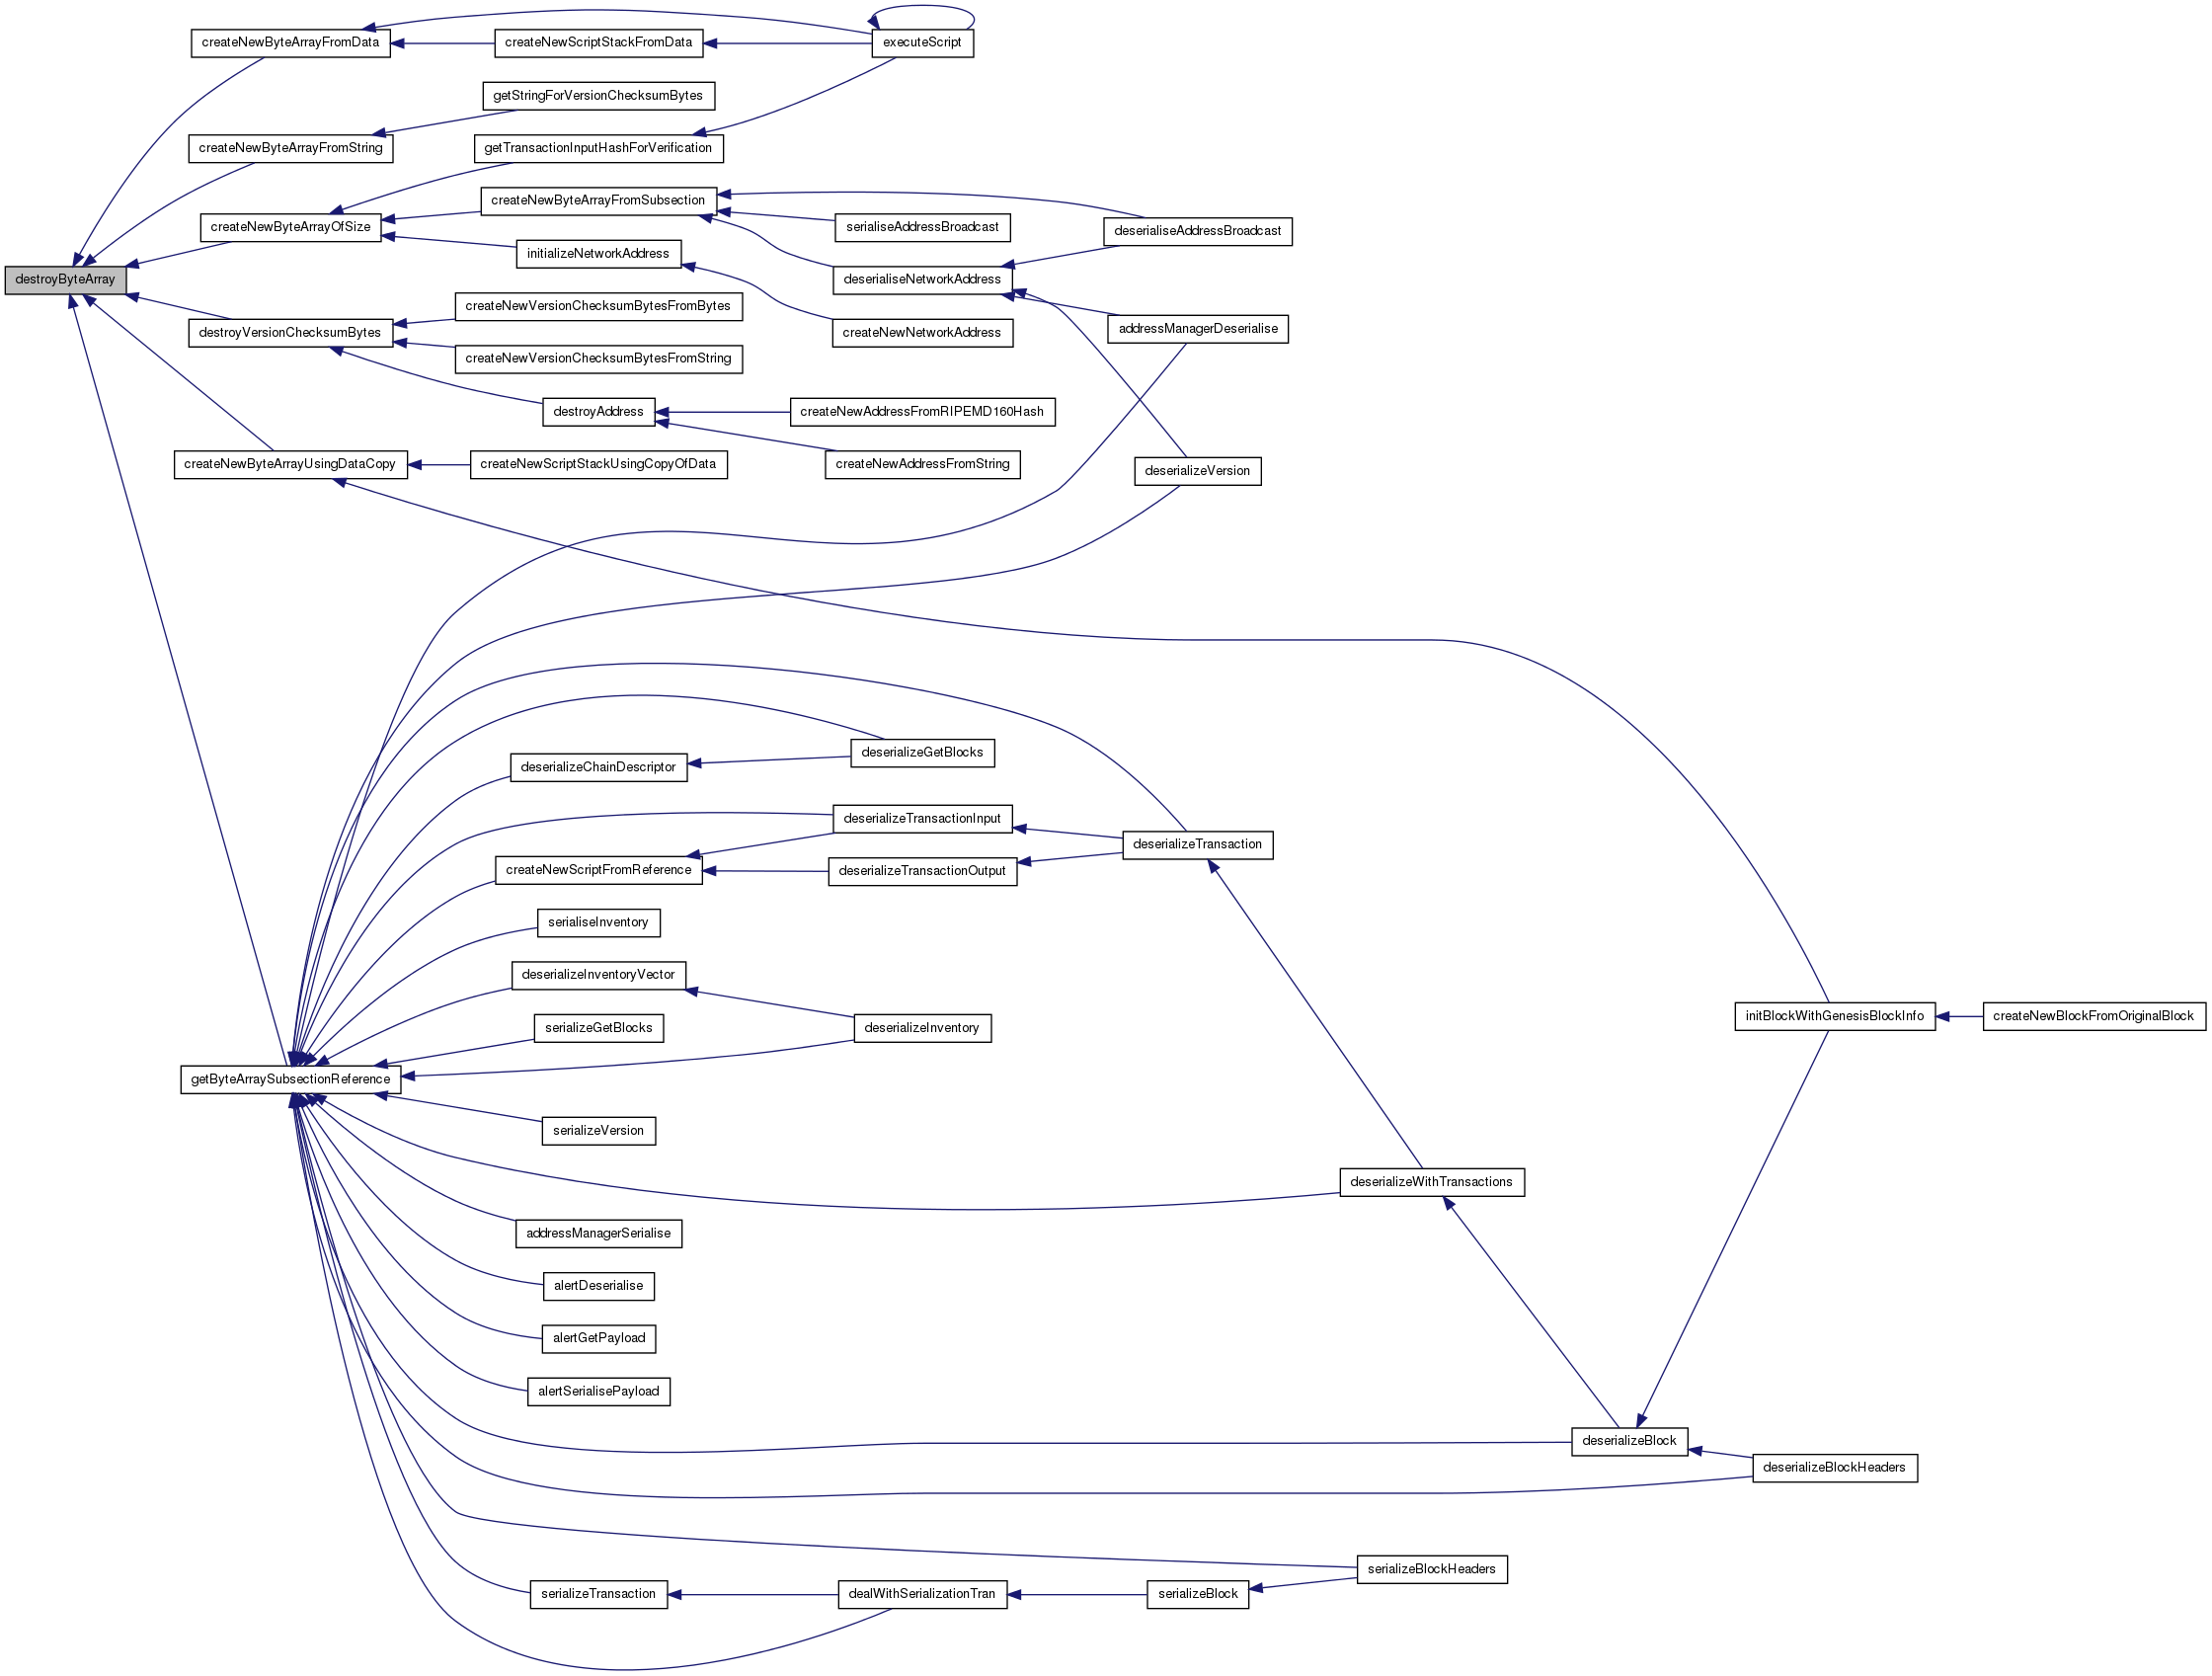 createNewByteArrayFromData
createNewScriptStackFromData
executeScript
getStringForVersionChecksumBytes
createNewByteArrayFromString
getTransactionInputHashForVerification
createNewByteArrayFromSubsection
createNewByteArrayOfSize
serialiseAddressBroadcast
deserialiseAddressBroadcast
initializeNetworkAddress
destroyByteArray
deserialiseNetworkAddress
createNewVersionChecksumBytesFromBytes
destroyVersionChecksumBytes
createNewNetworkAddress
addressManagerDeserialise
createNewVersionChecksumBytesFromString
destroyAddress
createNewAddressFromRIPEMD160Hash
createNewByteArrayUsingDataCopy
createNewScriptStackUsingCopyOfData
createNewAddressFromString
deserializeVersion
deserializeChainDescriptor
deserializeGetBlocks
deserializeTransactionInput
deserializeTransaction
createNewScriptFromReference
deserializeTransactionOutput
serialiseInventory
deserializeInventoryVector
initBlockWithGenesisBlockInfo
createNewBlockFromOriginalBlock
serializeGetBlocks
deserializeInventory
getByteArraySubsectionReference
serializeVersion
deserializeWithTransactions
addressManagerSerialise
alertDeserialise
alertGetPayload
alertSerialisePayload
deserializeBlock
deserializeBlockHeaders
serializeBlockHeaders
serializeTransaction
dealWithSerializationTran
serializeBlock